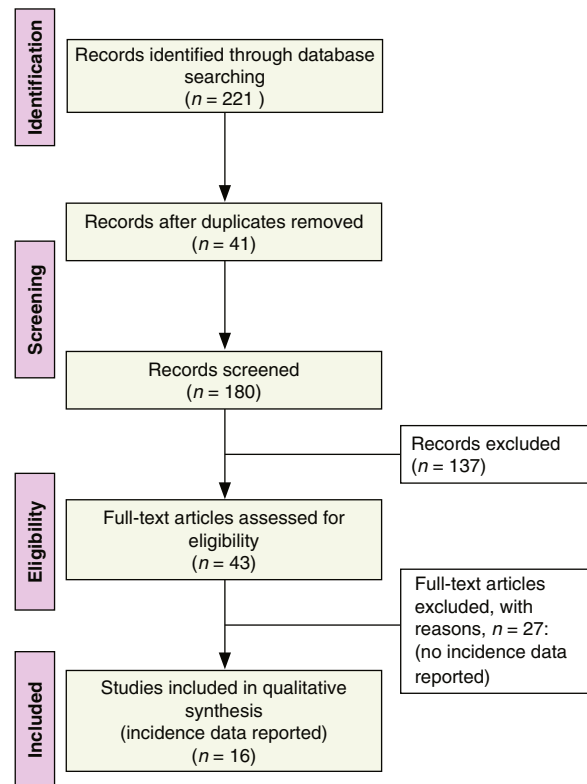 Identification
Records identified through database
searching
(n = 221 )
Records after duplicates removed
(n = 41)
Screening
Records screened
(n = 180)
Records excluded
(n = 137)
Eligibility
Full-text articles assessed for
eligibility
(n = 43)
Full-text articles
excluded, with
reasons, n = 27:
(no incidence data
reported)
Included
Studies included in qualitative
synthesis
(incidence data reported)
(n = 16)